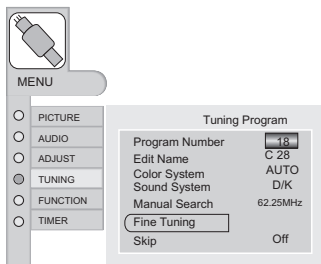 MENU
PICTURE
AUDIO
ADJUST
TUNING
FUNCTION
TIMER
Tuning Program
Program Number 18
Edit Name C 28
Color System AUTO
Sound System D/K
Manual Search 62.25MHz
Fine Tuning
Skip Off